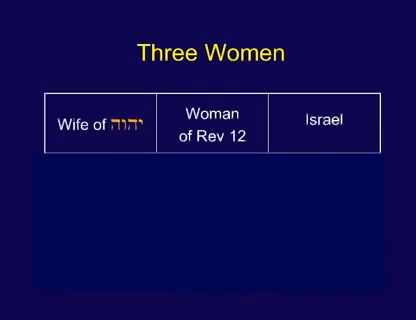 Three Women
Wife of יהוה
Woman
of Rev 12
Israel